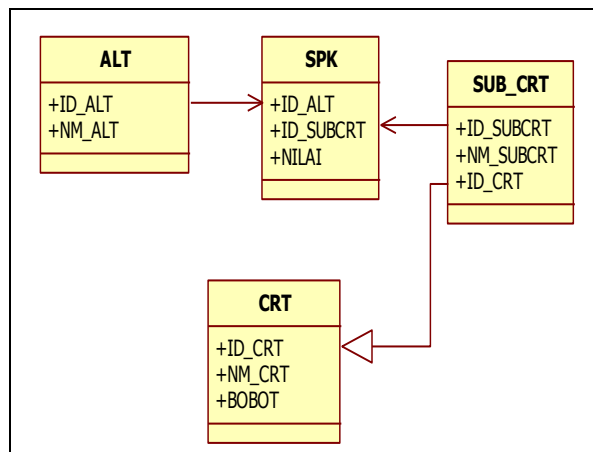 ALT
+ID_ALT
+NM_ALT
SPK
+ID_ALT
+ID_SUBCRT
+NILAI
SUB_CRT
+ID_SUBCRT
+NM_SUBCRT
+ID_CRT
CRT
+ID_CRT
+NM_CRT
+BOBOT